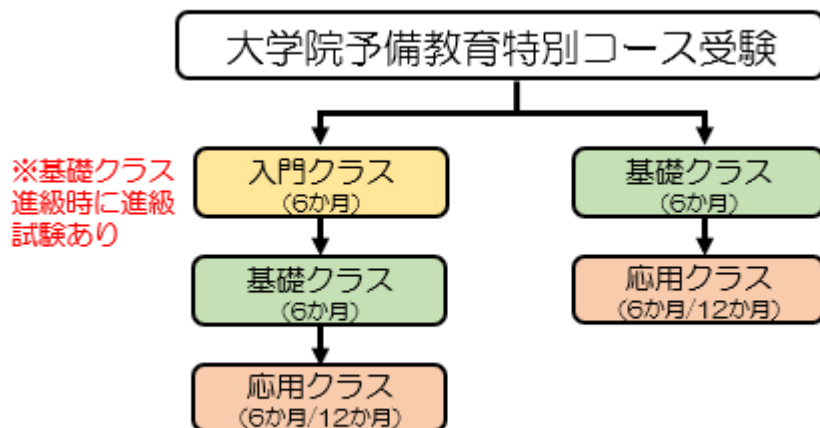 大学院予備教育特別コース受験
※基礎クラス
進級時に進級
試験あり
入門クラス
(6か月)
基礎クラス
(6か月)
基礎クラス
(6か月)
応用クラス
(6か月/12か月)
応用クラス
(6か月/12か月)